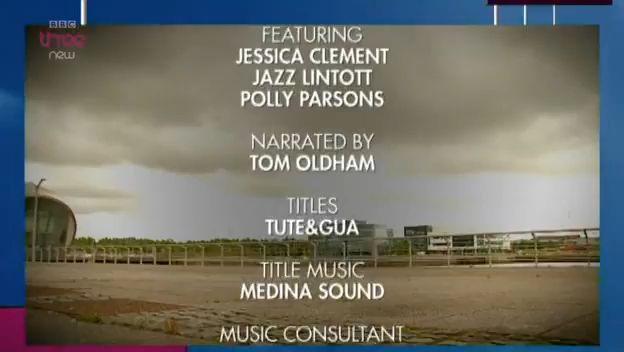 BBC
three
new
FEATURING
JESSICA CLEMENT
JAZZ LINTOTT
POLLY PARSONS
NARRATED BY
TOM OLDHAM
TITLES
TUTE&GUA
TITLE MUSIC
MEDINA SOUND
MUSIC CONSULTANT